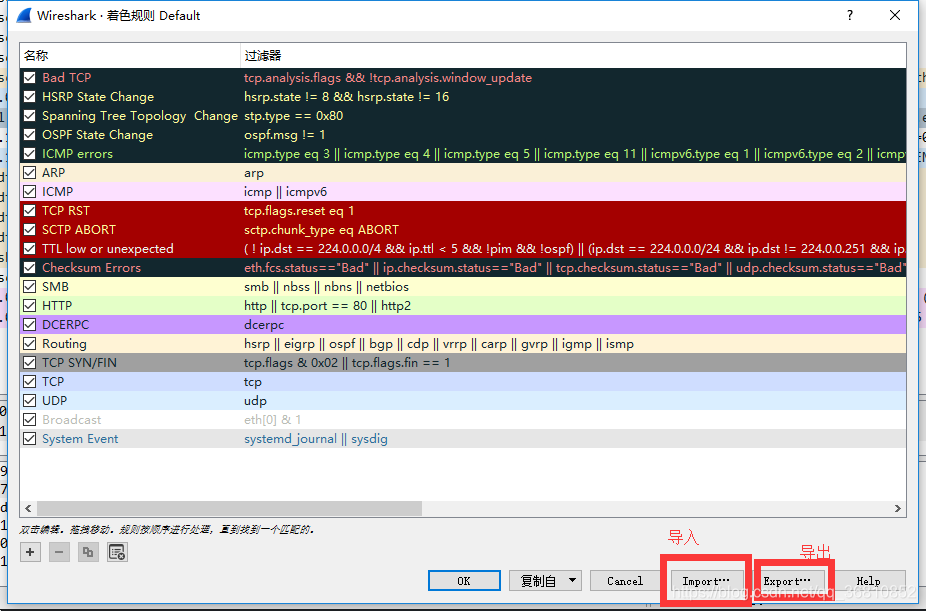 Wireshark · 着色规则 Default
名称 过滤器
Bad TCP tcp.analysis.flags && !tcp.analysis.window_update
HSRP State Change hsrp.state != 8 && hsrp.state != 16
Spanning Tree Topology Change stp.type == 0x80
OSPF State Change ospf.msg != 1
ICMP errors icmp.type eq 3 || icmp.type eq 4 || icmp.type eq 5 || icmp.type eq 11 || icmpv6.type eq 1 || icmpv6.type eq 2 || icmp
ARP arp
ICMP icmp || icmpv6
TCP RST tcp.flags.reset eq 1
SCTP ABORT sctp.chunk_type eq ABORT
TTL low or unexpected ( ! ip.dst == 224.0.0.0/4 && ip.ttl < 5 && !pim && !ospf) || (ip.dst == 224.0.0.0/24 && ip.dst != 224.0.0.251 && ip.
Checksum Errors eth.fcs.status=="Bad" || ip.checksum.status=="Bad" || tcp.checksum.status=="Bad" || udp.checksum.status=="Bad"
SMB smb || nbss || nbns || netbios
HTTP http || tcp.port == 80 || http2
DCERPC dcerpc
Routing hsrp || eigrp || ospf || bgp || cdp || vrrp || carp || gvrp || igmp || ismp
TCP SYN/FIN tcp.flags & 0x02 || tcp.flags.fin == 1
TCP tcp
UDP udp
Broadcast eth[0] & 1
System Event systemd_journal || sysdig
双击编辑。拖拽移动。规则按顺序进行处理，直到找到一个匹配的。
导入
导出
OK 复制自 Cancel Import… Export… Help